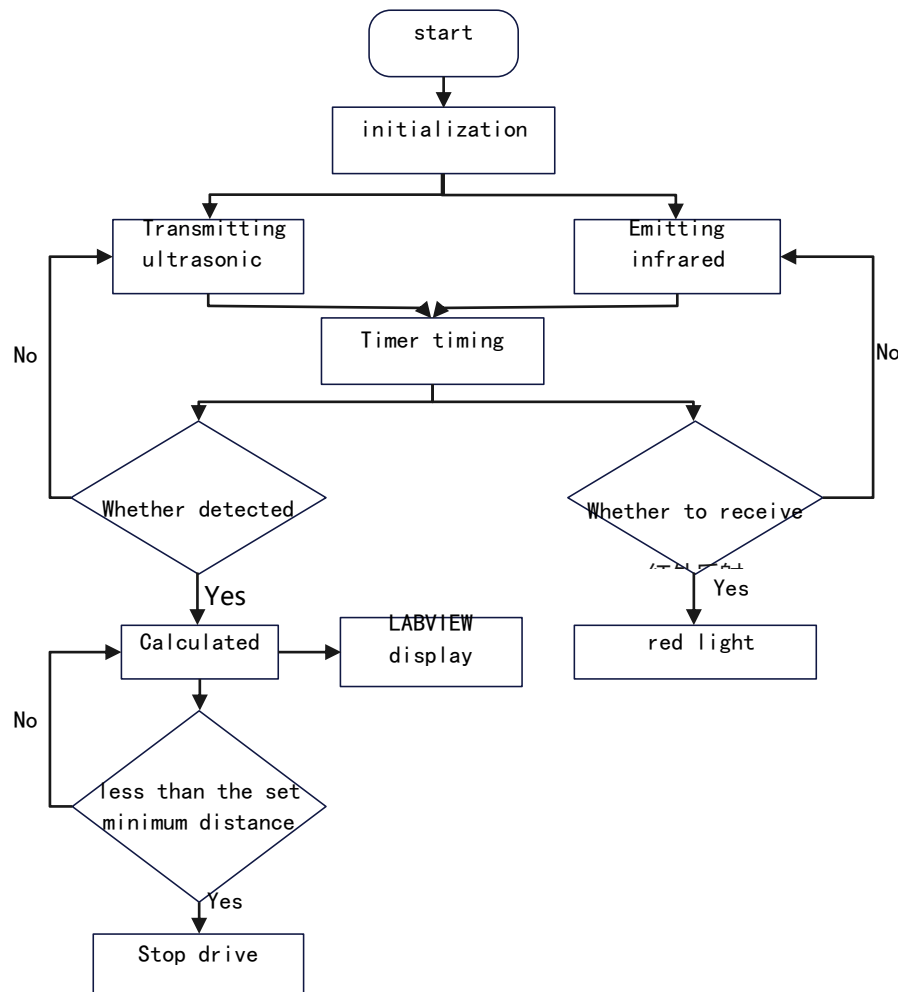 start
initialization
Transmitting
ultrasonic
Emitting
infrared
Timer timing
No
No
Whether detected
Whether to receive
Yes
Yes
Calculated
LABVIEW
display
red light
No
less than the set
minimum distance
Yes
Stop drive